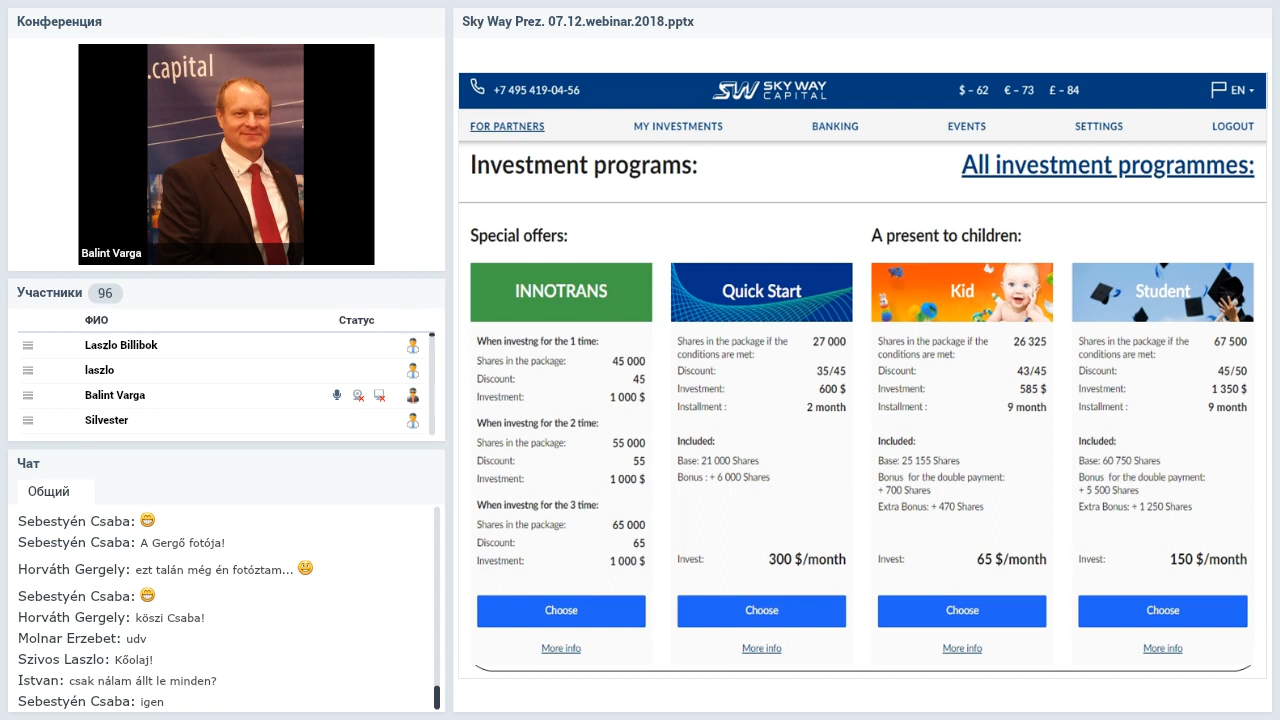 Конференция
.capital
Balint Varga
Участники 96
ФИО Статус
Laszlo Billibok
laszlo
Balint Varga
Silvester
Чат
Общий
Sebestyén Csaba:
Sebestyén Csaba: A Gergő fotója!
Horváth Gergely: ezt talán még én fotóztam...
Sebestyén Csaba:
Horváth Gergely: köszi Csaba!
Molnar Erzebet: udv
Szivos Laszlo: Kőolaj!
Istvan: csak nálam állt le minden?
Sebestyén Csaba: igen
Sky Way Prez. 07.12.webinar.2018.pptx
+7 495 419-04-56 SW SKY WAY CAPITAL $ – 62 € – 73 £ – 84 EN
FOR PARTNERS MY INVESTMENTS BANKING EVENTS SETTINGS LOGOUT
Investment programs: All investment programmes:
Special offers: A present to children:
INNOTRANS
When investng for the 1 time:
Shares in the package: 45 000
Discount: 45
Investment: 1 000 $
When investng for the 2 time:
Shares in the package: 55 000
Discount: 55
Investment: 1 000 $
When investng for the 3 time:
Shares in the package: 65 000
Discount: 65
Investment: 1 000 $
Choose
More info
Quick Start
Shares in the package if the 27 000
conditions are met:
Discount: 35/45
Investment: 600 $
Installment : 2 month
Included:
Base: 21 000 Shares
Bonus : + 6 000 Shares
Invest: 300 $/month
Choose
More info
Kid
Shares in the package if the 26 325
conditions are met:
Discount: 43/45
Investment: 585 $
Installment : 9 month
Included:
Base: 25 155 Shares
Bonus for the double payment:
+ 700 Shares
Extra Bonus: + 470 Shares
Invest: 65 $/month
Choose
More info
Student
Shares in the package if the 67 500
conditions are met:
Discount: 45/50
Investment: 1 350 $
Installment : 9 month
Included:
Base: 60 750 Shares
Bonus for the double payment:
+ 5 500 Shares
Extra Bonus: + 1 250 Shares
Invest: 150 $/month
Choose
More info